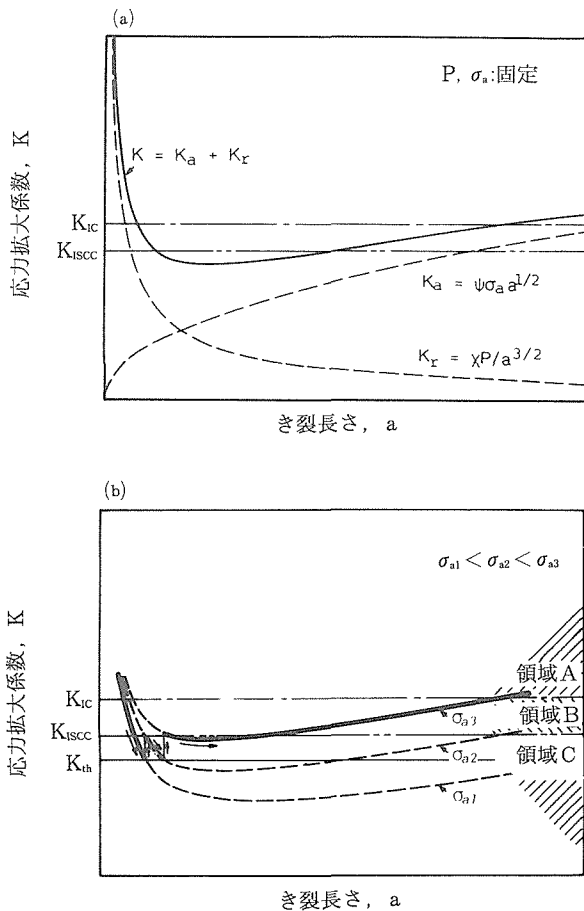 (a)
P, σa:固定
K = Ka + Kr
KIC
KISCC
Ka = ψσa a1/2
Kr = χP/a3/2
応力拡大係数, K
き裂長さ, a
(b)
σa1 < σa2 < σa3
領域A
KIC
領域B
σa3
KISCC
σa2
領域C
Kth
σa1
応力拡大係数, K
き裂長さ, a